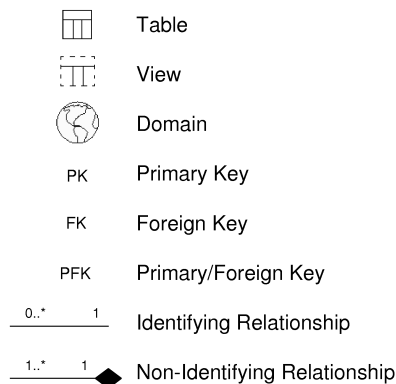 Table
View
Domain
PK Primary Key
FK Foreign Key
PFK Primary/Foreign Key
0..* 1 Identifying Relationship
1..* 1 Non-Identifying Relationship